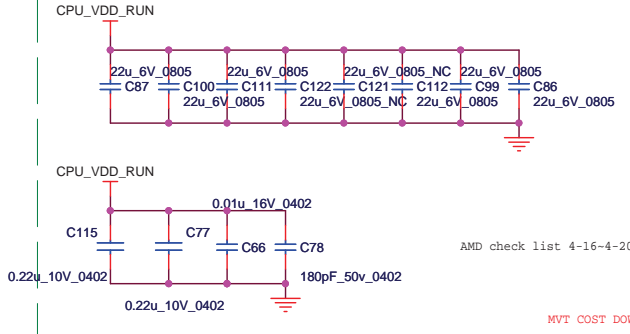 CPU_VDD_RUN
22u_6V_0805 22u_6V_0805 22u_6V_0805_NC 22u_6V_0805
C87 C100 C111 C122 C121 C112 C99 C86
22u_6V_0805 22u_6V_0805_NC 22u_6V_0805 22u_6V_0805
CPU_VDD_RUN
0.01u_16V_0402
C115 C77 C66 C78
AMD check list 4-16~4-20
0.22u_10V_0402 180pF_50v_0402
0.22u_10V_0402
MVT COST